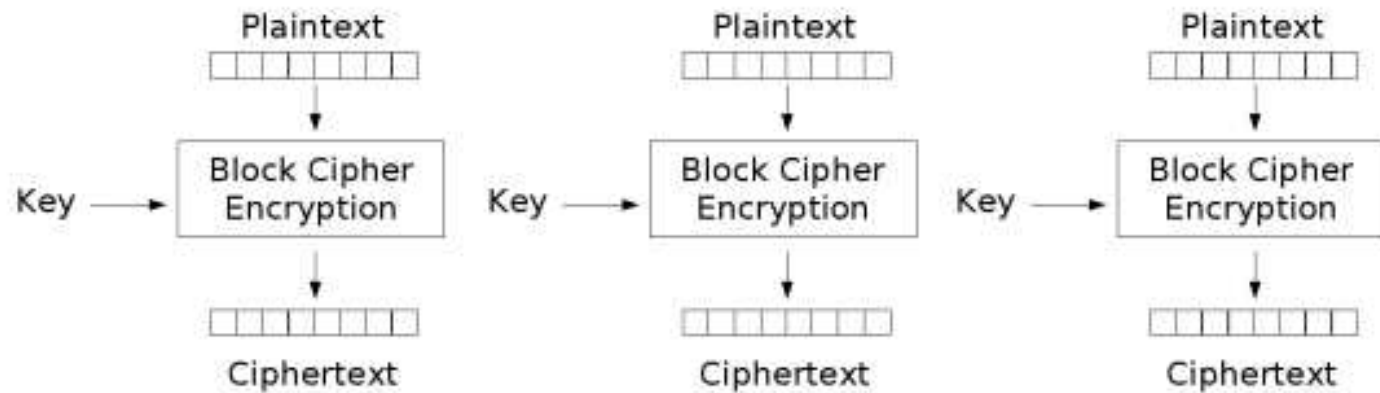 Plaintext
Plaintext
Plaintext
Key
Block Cipher
Encryption
Key
Block Cipher
Encryption
Key
Block Cipher
Encryption
Ciphertext
Ciphertext
Ciphertext